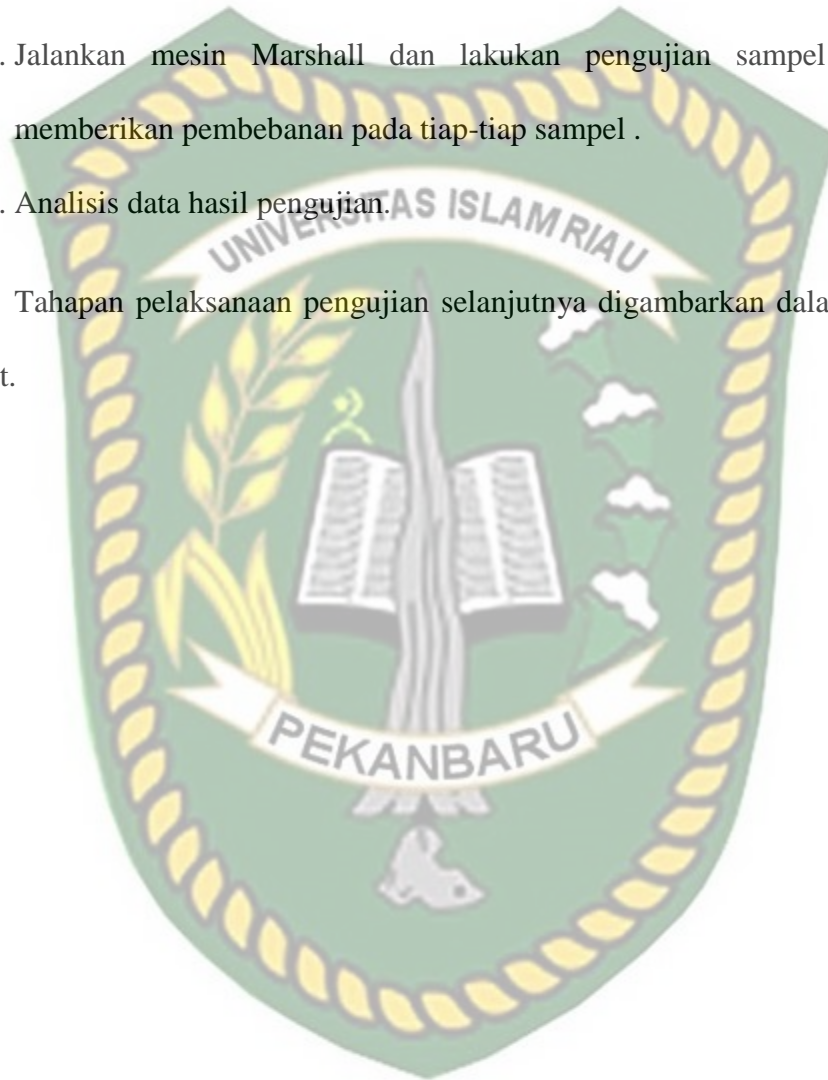 . Jalankan mesin Marshall dan lakukan pengujian sampel
memberikan pembebanan pada tiap-tiap sampel .
. Analisis data hasil pengujian.
UNIVERSITAS ISLAM RIAU
Tahapan pelaksanaan pengujian selanjutnya digambarkan dala
t.
PEKANBARU